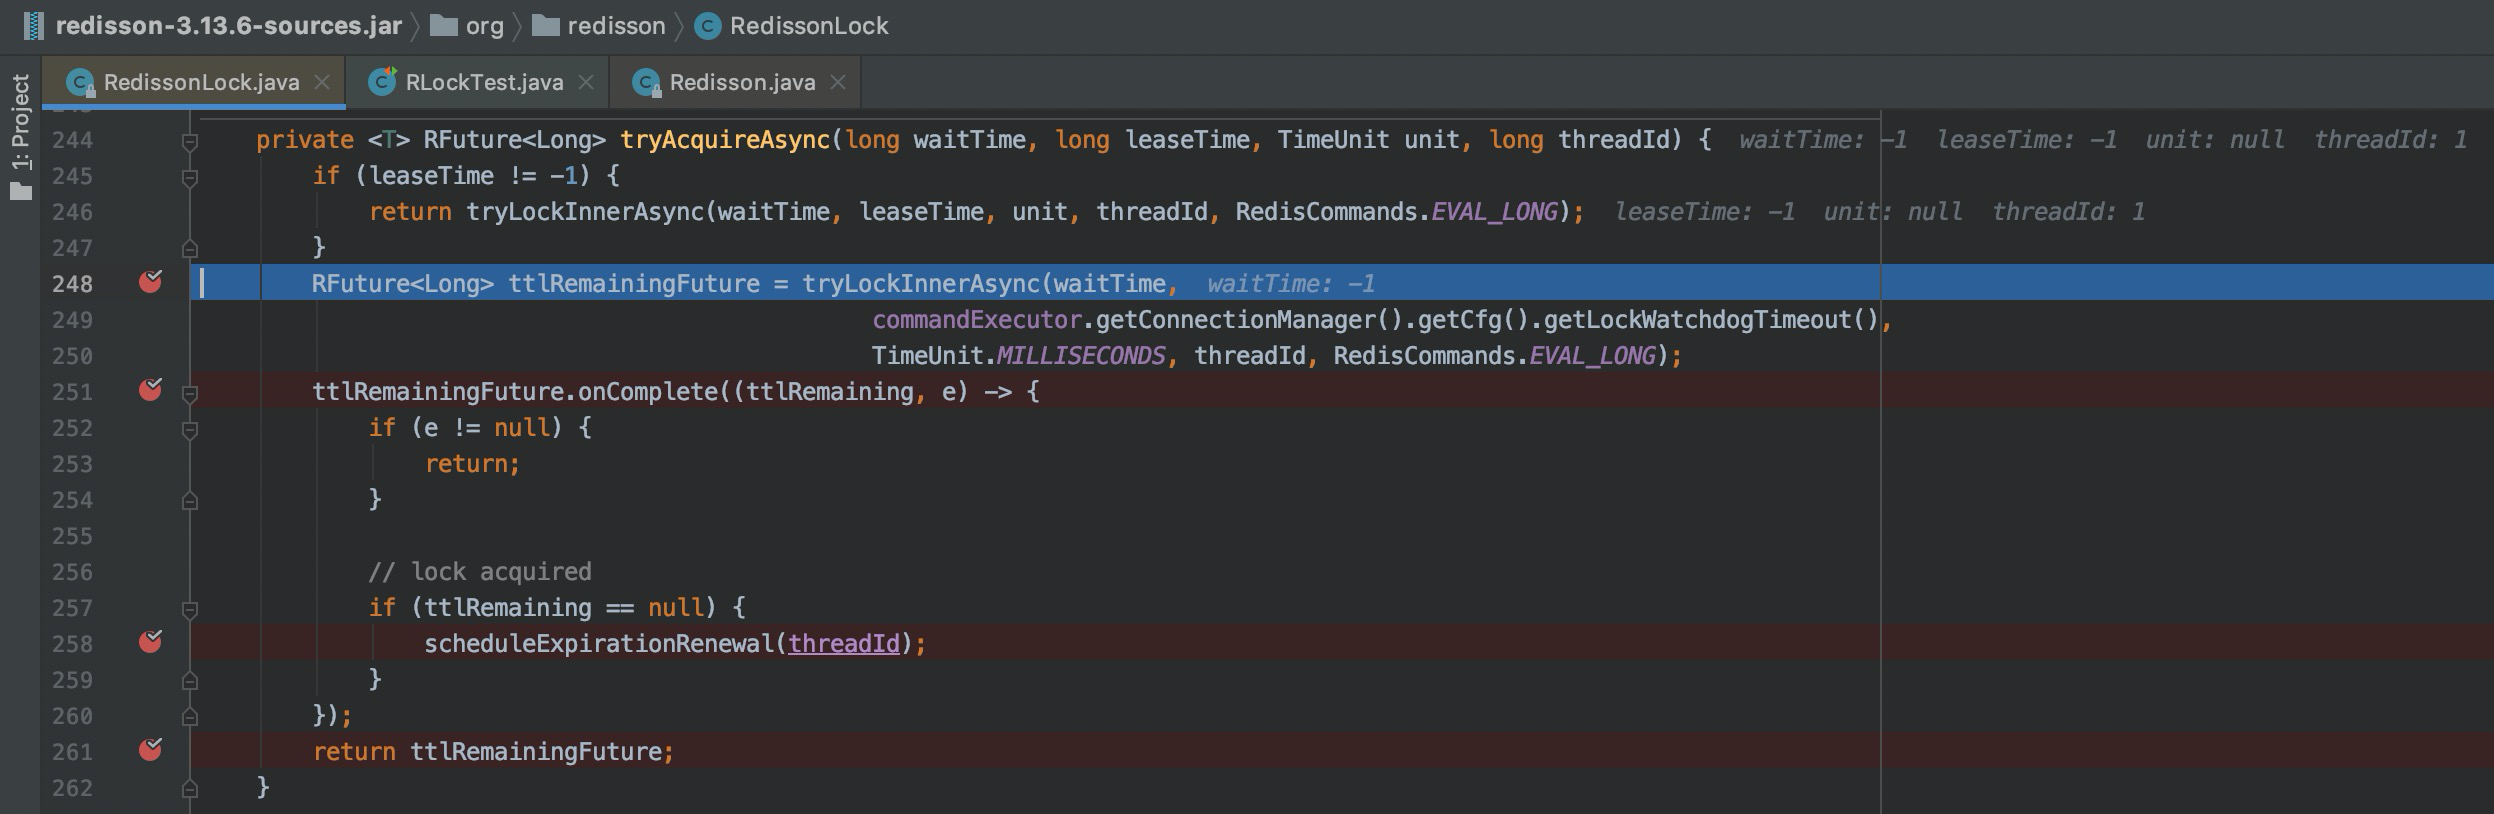 redisson-3.13.6-sources.jar org redisson RedissonLock
1: Project
RedissonLock.java RLockTest.java Redisson.java
244 private <T> RFuture<Long> tryAcquireAsync(long waitTime, long leaseTime, TimeUnit unit, long threadId) { waitTime: -1 leaseTime: -1 unit: null threadId: 1
245 if (leaseTime != -1) {
246 return tryLockInnerAsync(waitTime, leaseTime, unit, threadId, RedisCommands.EVAL_LONG); leaseTime: -1 unit: null threadId: 1
247 }
248 RFuture<Long> ttlRemainingFuture = tryLockInnerAsync(waitTime, waitTime: -1
249 commandExecutor.getConnectionManager().getCfg().getLockWatchdogTimeout(),
250 TimeUnit.MILLISECONDS, threadId, RedisCommands.EVAL_LONG);
251 ttlRemainingFuture.onComplete((ttlRemaining, e) -> {
252 if (e != null) {
253 return;
254 }
255
256 // lock acquired
257 if (ttlRemaining == null) {
258 scheduleExpirationRenewal(threadId);
259 }
260 });
261 return ttlRemainingFuture;
262 }